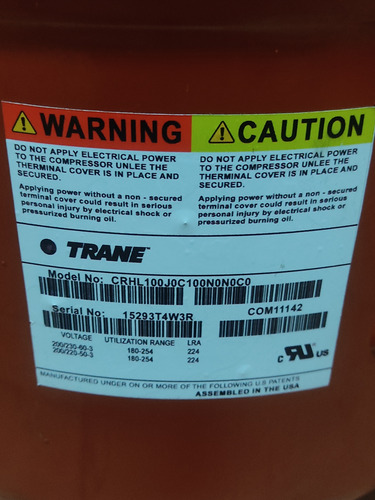 WARNING
DO NOT APPLY ELECTRICAL POWER
TO THE COMPRESSOR UNLEE THE
THERMINAL COVER IS IN PLACE AND
SECURED.
Applying power without a non - secured
terminal cover could result in serious
personal injury by electrical shock or
pressurized burning oil.
CAUTION
DO NOT APPLY ELECTRICAL POWER
TO THE COMPRESSOR UNLEE THE
THERMINAL COVER IS IN PLACE AND
SECURED.
Applying power without a non - secured
terminal cover could result in serious
personal injury by electrical shock or
pressurized burning oil.
TRANE
Model No: CRHL100J0C100N0N0C0
Serial No: 15293T4W3R COM11142
VOLTAGE UTILIZATION RANGE LRA
200/230-60-3 180-254 224
200/220-50-3 180-254 224
C RU US
MANUFACTURED UNDER ON OR MORE OF THE FOLLOWING U.S PATENTS
ASSEMBLED IN THE USA